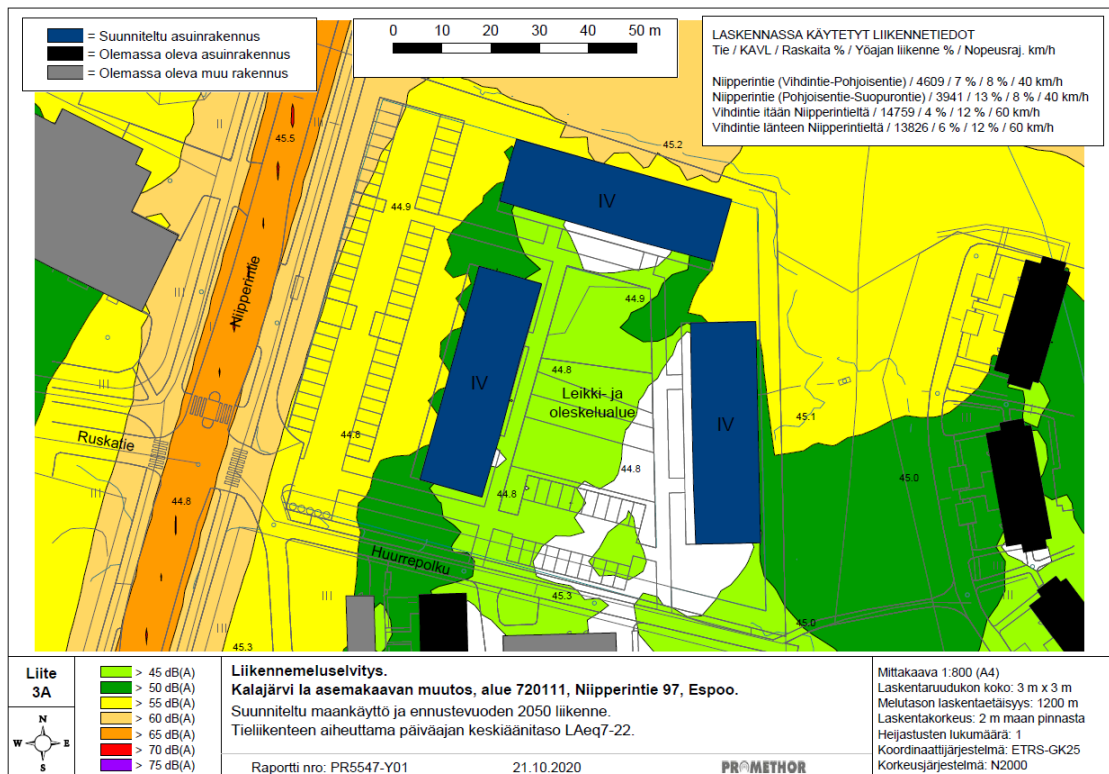 = Suunniteltu asuinrakennus
= Olemassa oleva asuinrakennus
= Olemassa oleva muu rakennus
0 10 20 30 40 50 m
LASKENNASSA KÄYTETYT LIIKENNETIEDOT
Tie / KAVL / Raskaita % / Yöajan liikenne % / Nopeusraj. km/h
Niipperintie (Vihdintie-Pohjoisentie) / 4609 / 7 % / 8 % / 40 km/h
Niipperintie (Pohjoisentie-Suopurontie) / 3941 / 13 % / 8 % / 40 km/h
Vihdintie itään Niipperintieltä / 14759 / 4 % / 12 % / 60 km/h
Vihdintie länteen Niipperintieltä / 13826 / 6 % / 12 % / 60 km/h
45.5
45.2
IV
44.9
Niipperintie
44.9
44.8
IV
Leikki- ja
oleskelualue
IV
45.1
Ruskatie
44.8
44.8
45.0
44.8
44.8
Huurrepolku
45.3
45.0
45.3
Liite
3A
N
W E
S
> 45 dB(A)
> 50 dB(A)
> 55 dB(A)
> 60 dB(A)
> 65 dB(A)
> 70 dB(A)
> 75 dB(A)
Liikennemeluselvitys.
Kalajärvi Ia asemakaavan muutos, alue 720111, Niipperintie 97, Espoo.
Suunniteltu maankäyttö ja ennustevuoden 2050 liikenne.
Tieliikenteen aiheuttama päiväajan keskiäänitaso LAeq7-22.
Raportti nro: PR5547-Y01 21.10.2020 PROMETHOR
Mittakaava 1:800 (A4)
Laskentaruudukon koko: 3 m x 3 m
Melutason laskentaetäisyys: 1200 m
Laskentakorkeus: 2 m maan pinnasta
Heijastusten lukumäärä: 1
Koordinaattijärjestelmä: ETRS-GK25
Korkeusjärjestelmä: N2000